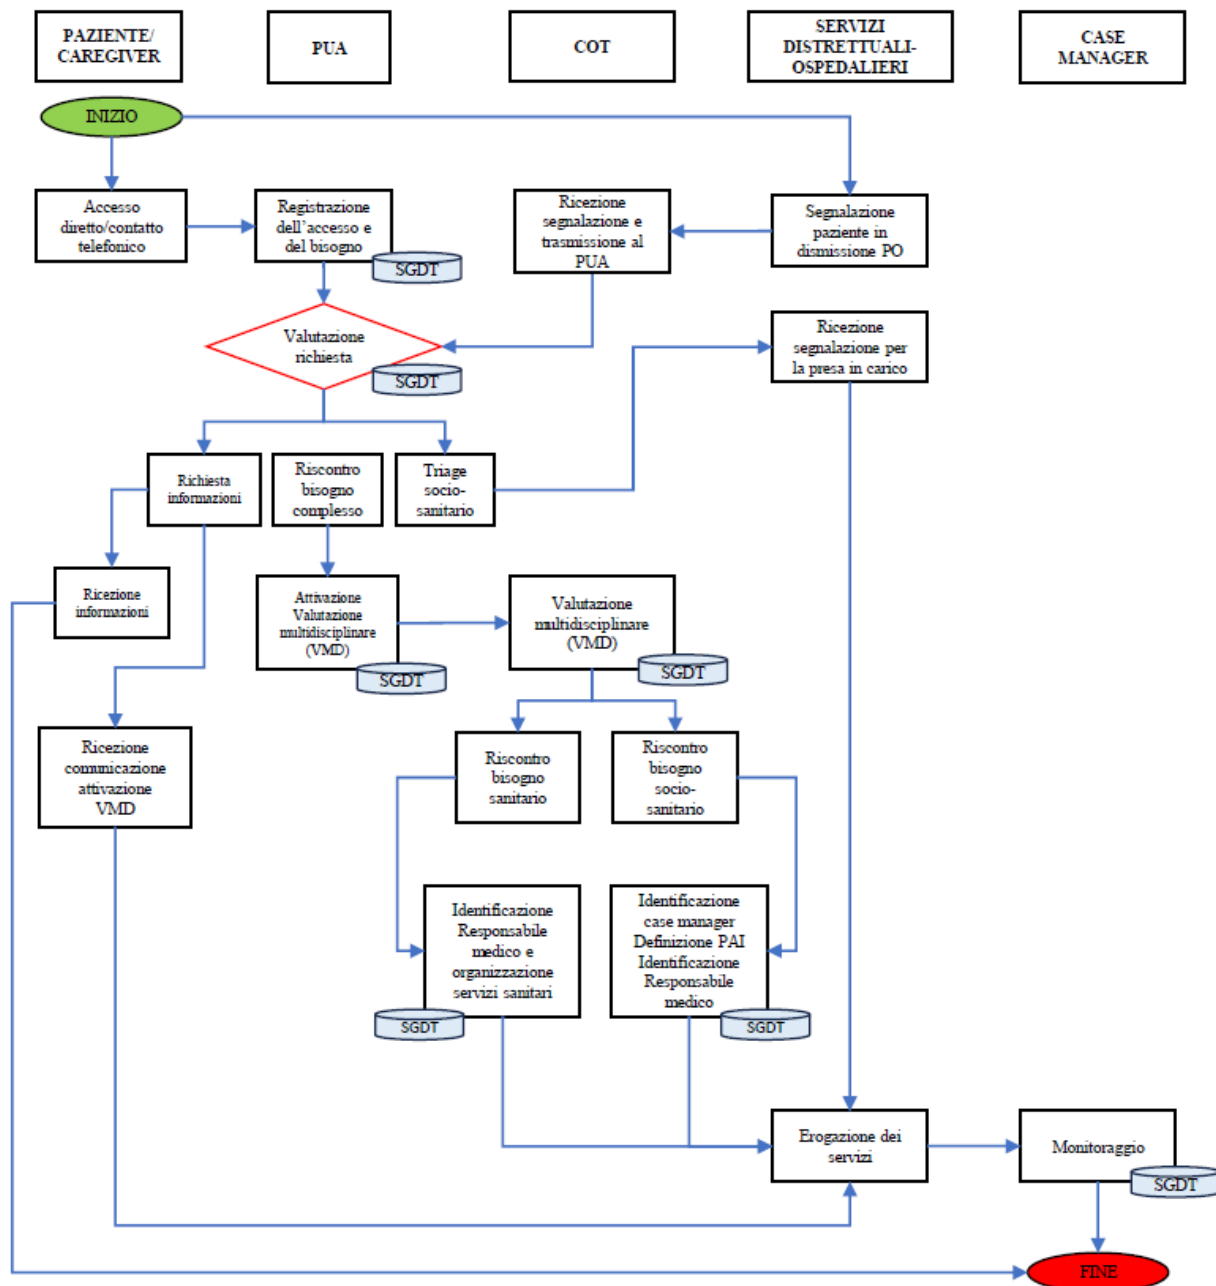 PAZIENTE/
CAREGIVER
PUA
COT
SERVIZI
DISTRETTUALI-
OSPEDALIERI
CASE
MANAGER
INIZIO
Accesso
diretto/contatto
telefonico
Registrazione
dell'accesso e
del bisogno
SGDT
Ricezione
segnalazione e
trasmissione al
PUA
Segnalazione
paziente in
dismissione PO
Valutazione
richiesta
SGDT
Ricezione
segnalazione per
la presa in carico
Richiesta
informazioni
Riscontro
bisogno
complesso
Triage
socio-
sanitario
Ricezione
informazioni
Attivazione
Valutazione
multidisciplinare
(VMD)
SGDT
Valutazione
multidisciplinare
(VMD)
SGDT
Ricezione
comunicazione
attivazione
VMD
Riscontro
bisogno
sanitario
Riscontro
bisogno
socio-
sanitario
Identificazione
Responsabile
medico e
organizzazione
servizi sanitari
SGDT
Identificazione
case manager
Definizione PAI
Identificazione
Responsabile
medico
SGDT
Erogazione dei
servizi
Monitoraggio
SGDT
FINE